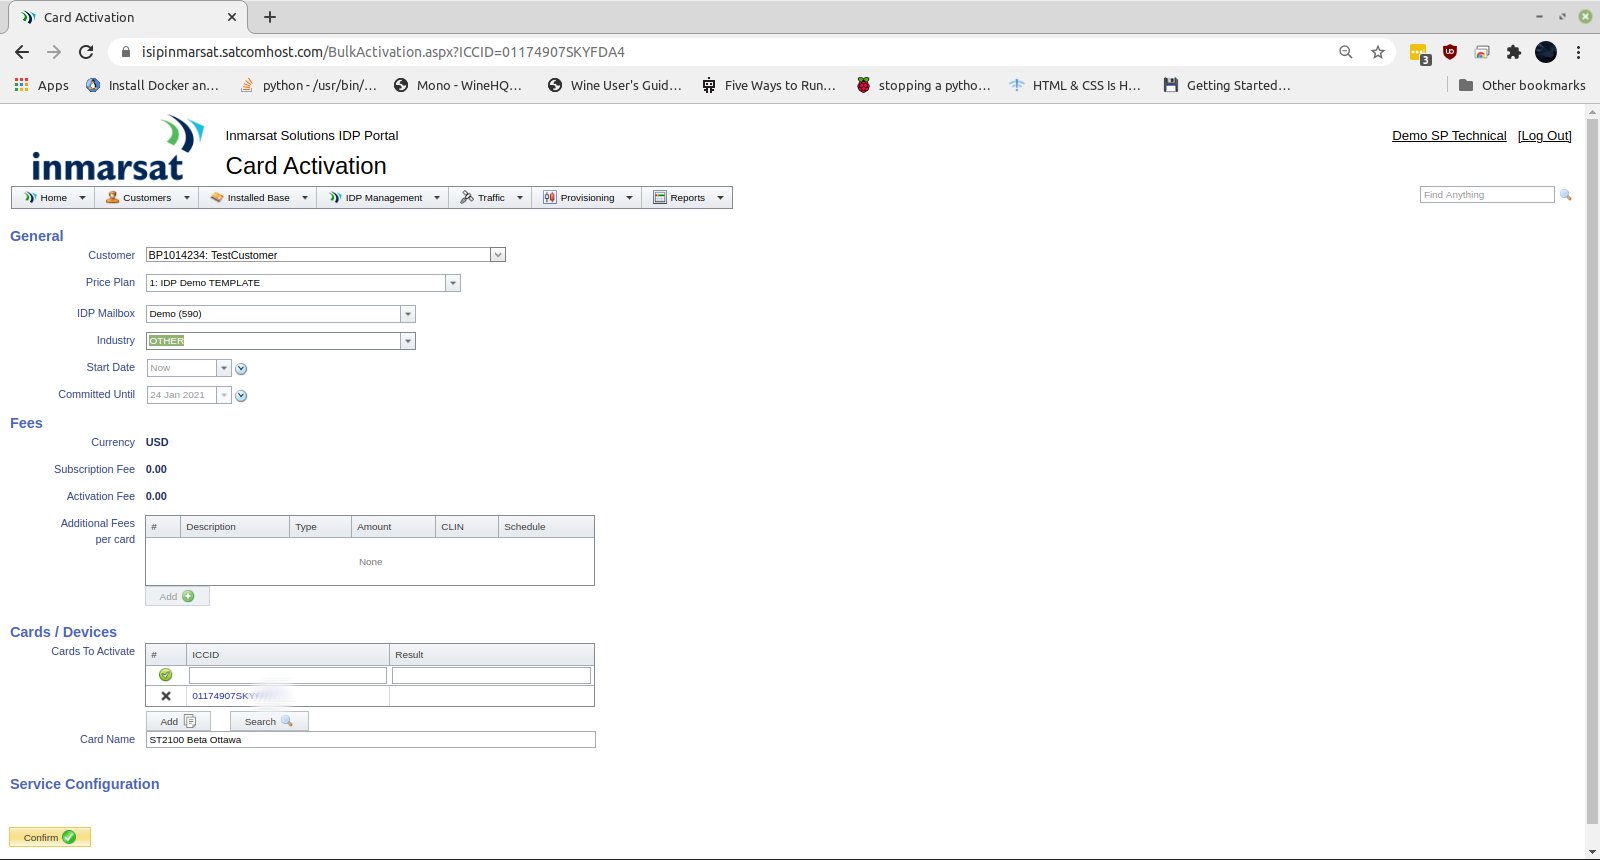 Card Activation
isipinmarsat.satcomhost.com/BulkActivation.aspx?ICCID=01174907SKYFDA4
3
Apps Install Docker an... python - /usr/bin/... Mono - WineHQ... Wine User's Guid... Five Ways to Run... stopping a pytho... HTML & CSS Is H... Getting Started... Other bookmarks
inmarsat
Inmarsat Solutions IDP Portal
Demo SP Technical [Log Out]
Card Activation
Home Customers Installed Base IDP Management Traffic Provisioning Reports
Find Anything
General
Customer BP1014234: TestCustomer
Price Plan 1: IDP Demo TEMPLATE
IDP Mailbox Demo (590)
Industry OTHER
Start Date Now
Committed Until 24 Jan 2021
Fees
Currency USD
Subscription Fee 0.00
Activation Fee 0.00
Additional Fees
per card
# Description Type Amount CLIN Schedule
None
Add
Cards / Devices
Cards To Activate
# ICCID Result
01174907SKY
Add Search
Card Name ST2100 Beta Ottawa
Service Configuration
Confirm